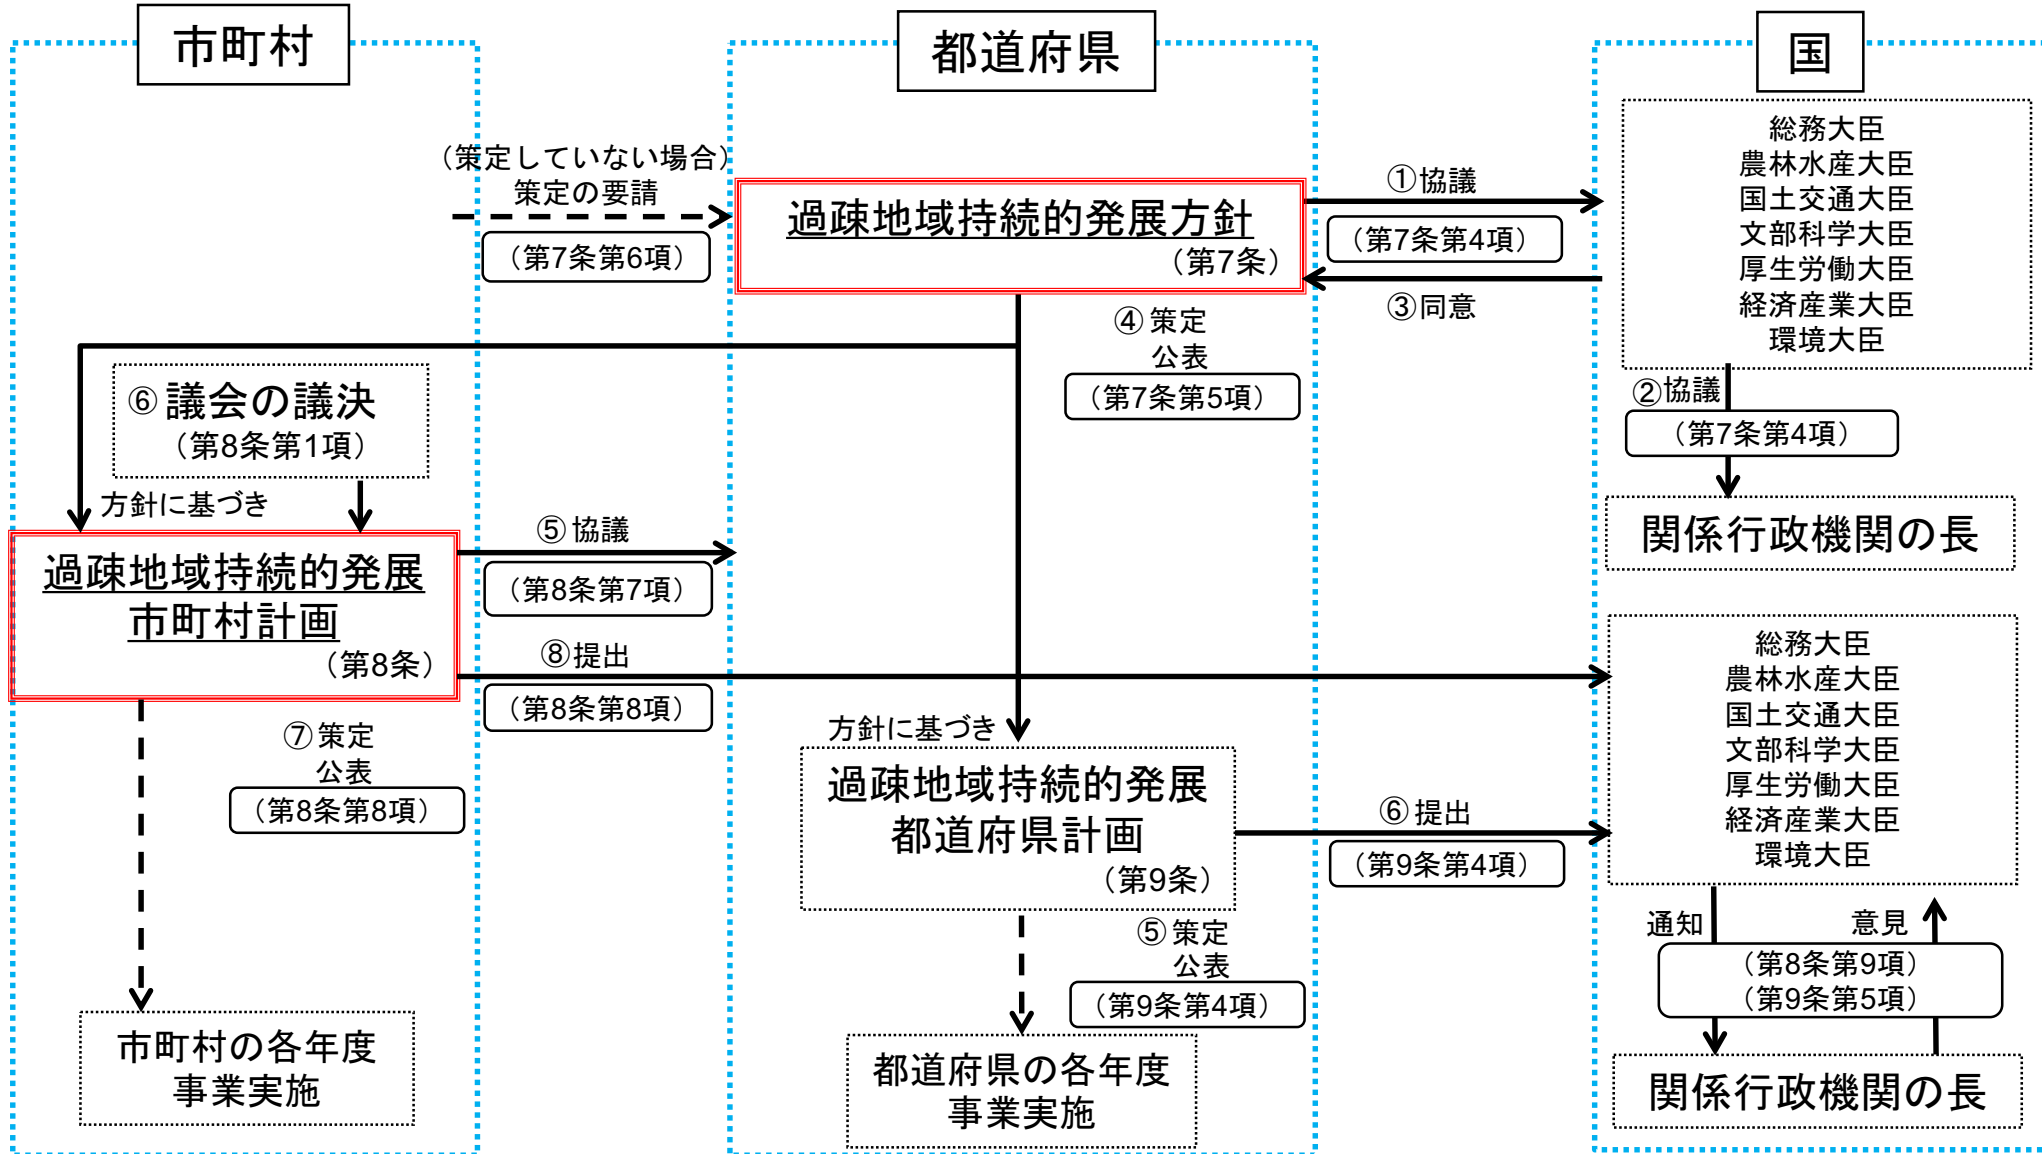 市町村
都道府県
国
総務大臣
農林水産大臣
国土交通大臣
文部科学大臣
厚生労働大臣
経済産業大臣
環境大臣
（策定していない場合）
策定の要請
（第7条第6項）
過疎地域持続的発展方針
（第7条）
①協議
（第7条第4項）
③同意
④策定
公表
（第7条第5項）
②協議
（第7条第4項）
関係行政機関の長
⑥議会の議決
（第8条第1項）
方針に基づき
過疎地域持続的発展
市町村計画
（第8条）
⑤協議
（第8条第7項）
⑧提出
（第8条第8項）
⑦策定
公表
（第8条第8項）
市町村の各年度
事業実施
方針に基づき
過疎地域持続的発展
都道府県計画
（第9条）
⑥提出
（第9条第4項）
⑤策定
公表
（第9条第4項）
都道府県の各年度
事業実施
総務大臣
農林水産大臣
国土交通大臣
文部科学大臣
厚生労働大臣
経済産業大臣
環境大臣
通知
意見
（第8条第9項）
（第9条第5項）
関係行政機関の長